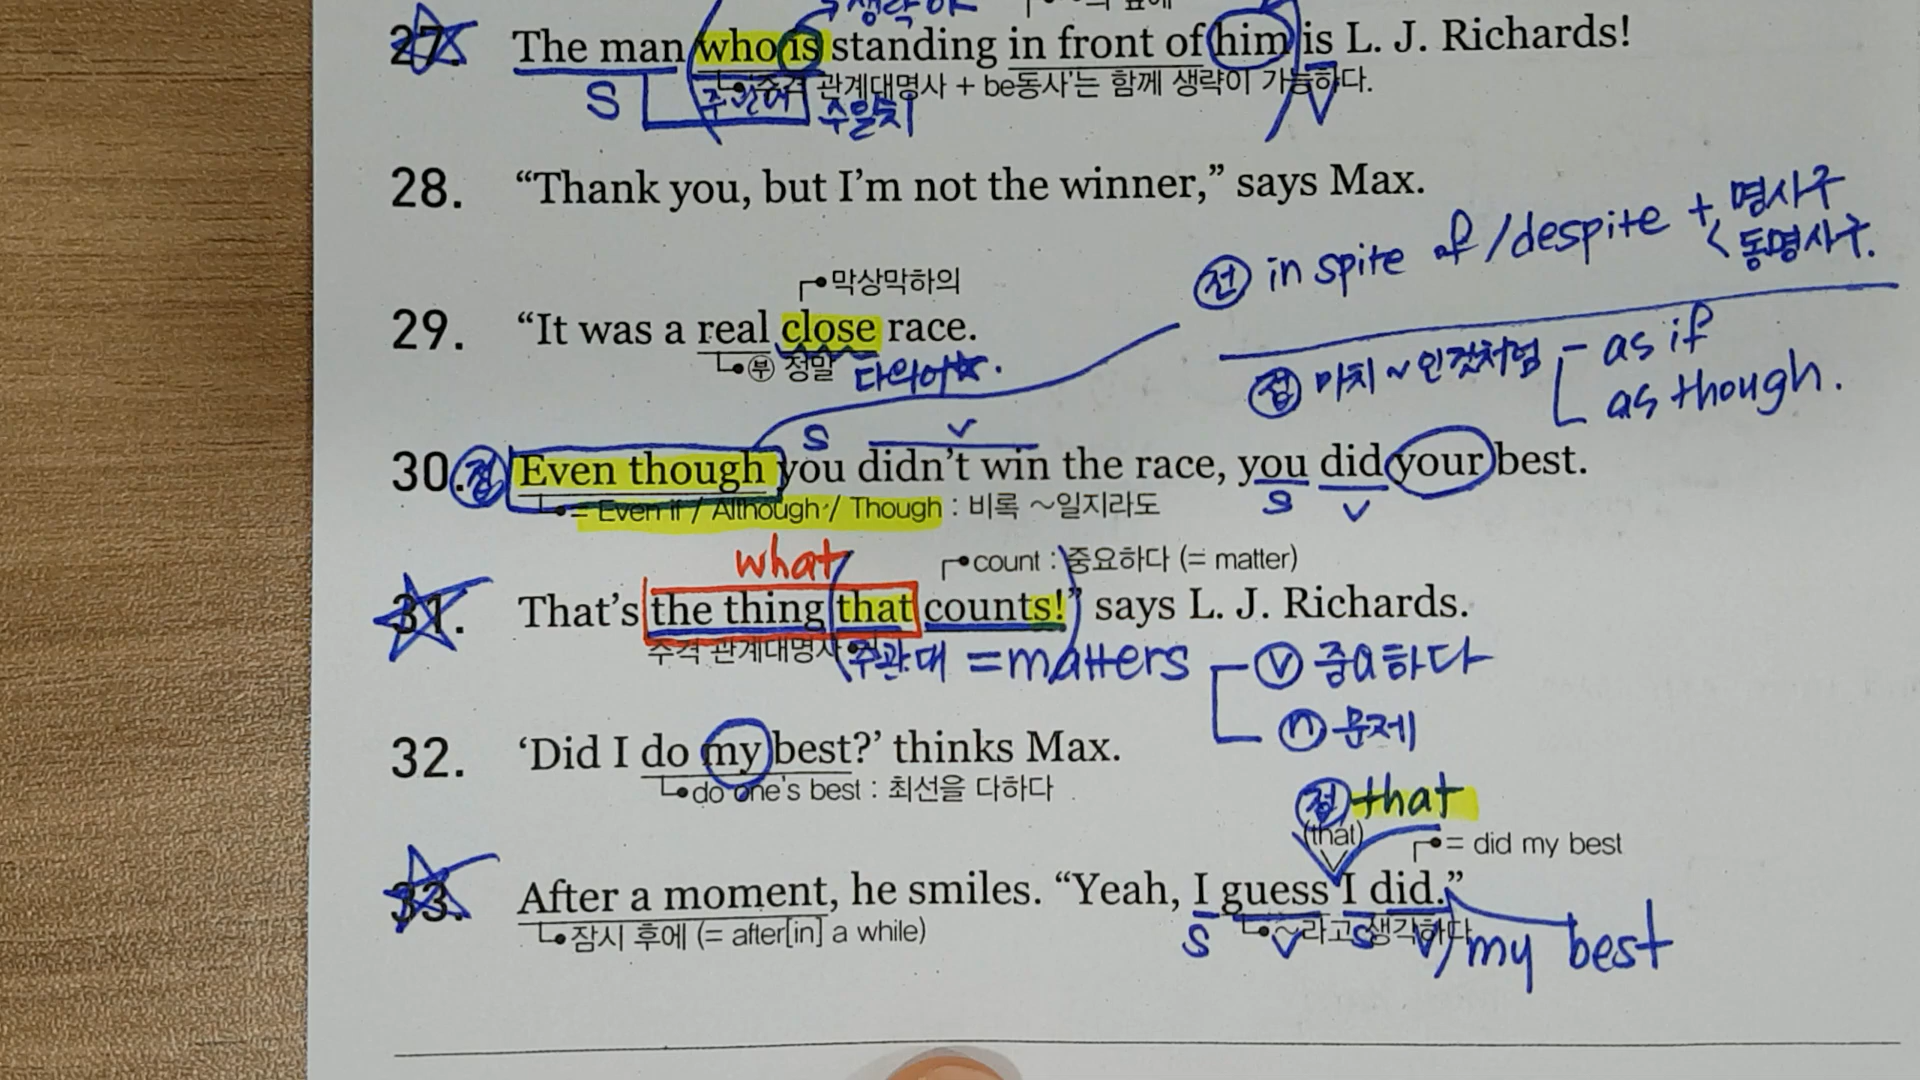 생략
27. The man who is standing in front of him is L. J. Richards!
주격 관계대명사 + be동사'는 함께 생략이 가능하다.
S 주관대 수일치 V
28. “Thank you, but I’m not the winner,” says Max.
전 in spite of / despite + 명사구
동명사구.
막상막하의
29. “It was a real close race.
부 정말 다의어
접 마치 ~인것처럼 as if
as though.
S V
30. 접 Even though you didn’t win the race, you did your best.
= Even if / Although / Though : 비록 ~일지라도 S V
what count : 중요하다 (= matter)
31. That’s the thing that counts!” says L. J. Richards.
주격 관계대명사 주관대 = matters V 중요하다
n 문제
32. ‘Did I do my best?’ thinks Max.
do one’s best : 최선을 다하다
접 that
(that) = did my best
33. After a moment, he smiles. “Yeah, I guess I did.”
잠시 후에 (= after[in] a while) ~라고 생각하다
S V S V my best